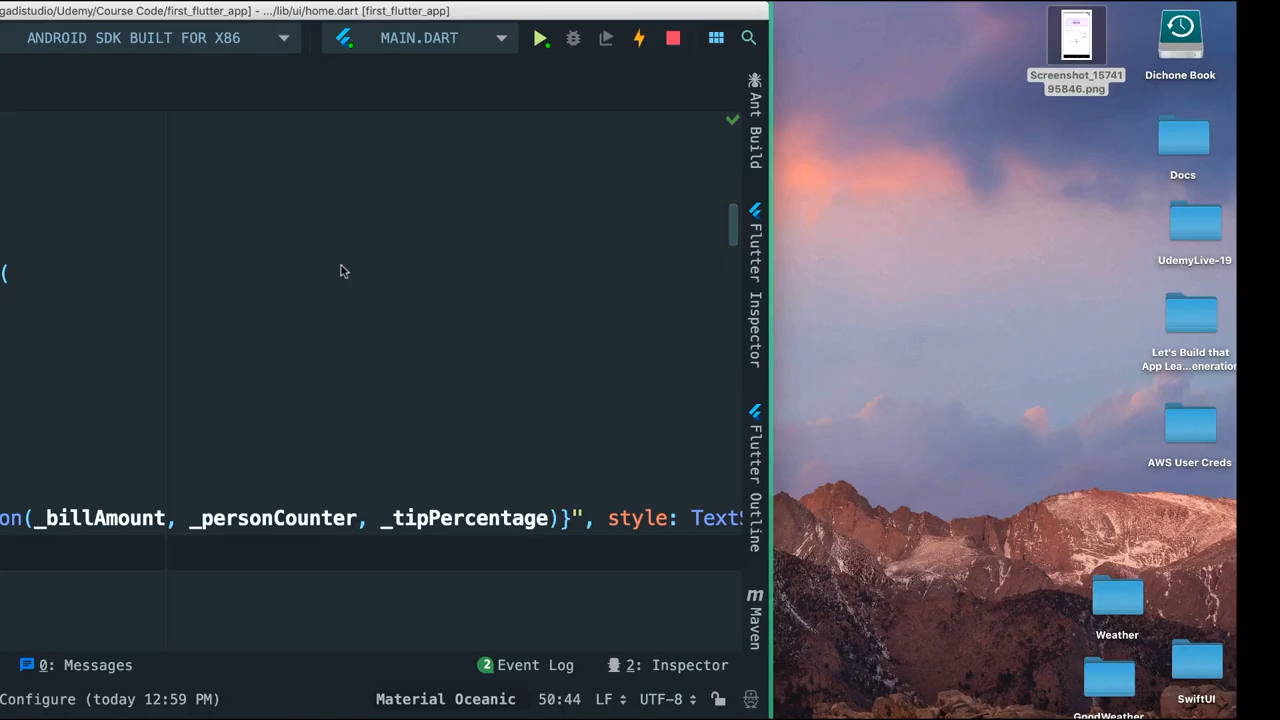 gadistudio/Udemy/Course Code/first_flutter_app] - .../lib/ui/home.dart [first_flutter_app]
ANDROID SDK BUILT FOR X86
MAIN.DART
Ant Build
Flutter Inspector
(
on(_billAmount, _personCounter, _tipPercentage)}", style: TextS
Flutter Outline
m Maven
0: Messages
2 Event Log
2: Inspector
Configure (today 12:59 PM)
Material Oceanic
50:44
LF
UTF-8
Screenshot_15741
95846.png
Dichone Book
Docs
UdemyLive-19
Let's Build that
App Lea...eneration
AWS User Creds
Weather
GoodWeather
SwiftUI